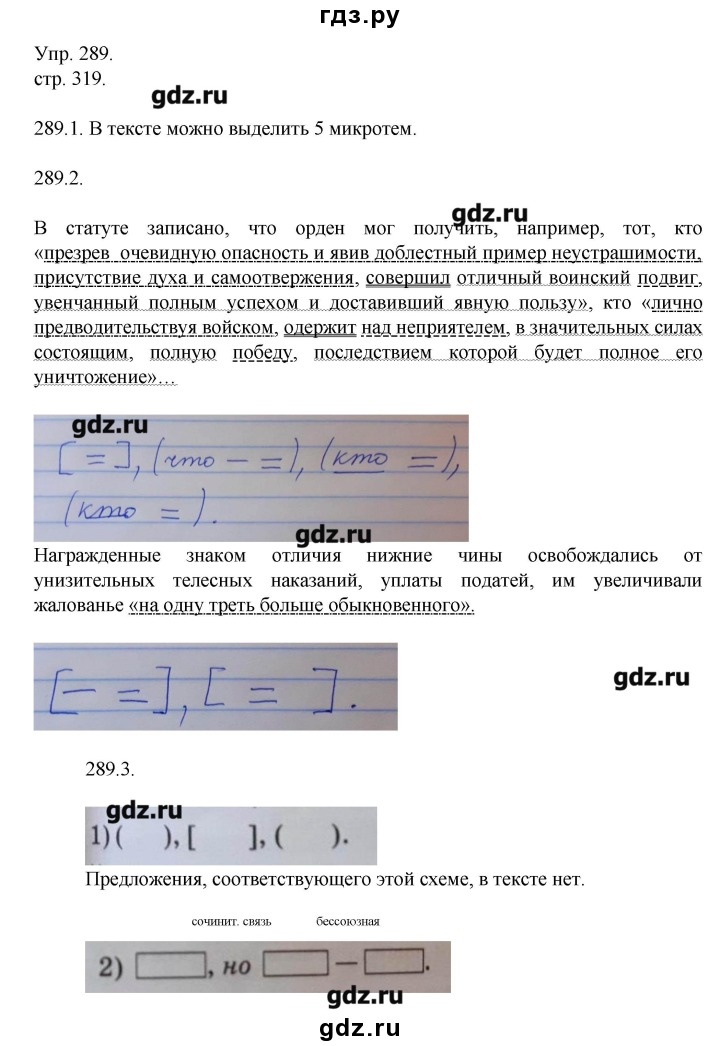 гдз.ру
Упр. 289.
стр. 319.
gdz.ru
289.1. В тексте можно выделить 5 микротем.
289.2.
gdz.ru
В статуте записано, что орден мог получить, например, тот, кто
«презрев очевидную опасность и явив доблестный пример неустрашимости,
присутствие духа и самоотвержения, совершил отличный воинский подвиг,
увенчанный полным успехом и доставивший явную пользу», кто «лично
предводительствуя войском, одержит над неприятелем, в значительных силах
состоящим, полную победу, последствием которой будет полное его
уничтожение»…
gdz.ru
[ = ], (что – =), (кто =),
(кто =).
gdz.ru
Награжденные знаком отличия нижние чины освобождались от
унизительных телесных наказаний, уплаты податей, им увеличивали
жалованье «на одну треть больше обыкновенного».
[– =], [ = ].
gdz.ru
289.3.
gdz.ru
1) ( ), [ ], ( ).
Предложения, соответствующего этой схеме, в тексте нет.
сочинит. связь бессоюзная
2) , но – .
gdz.ru
gdz.ru